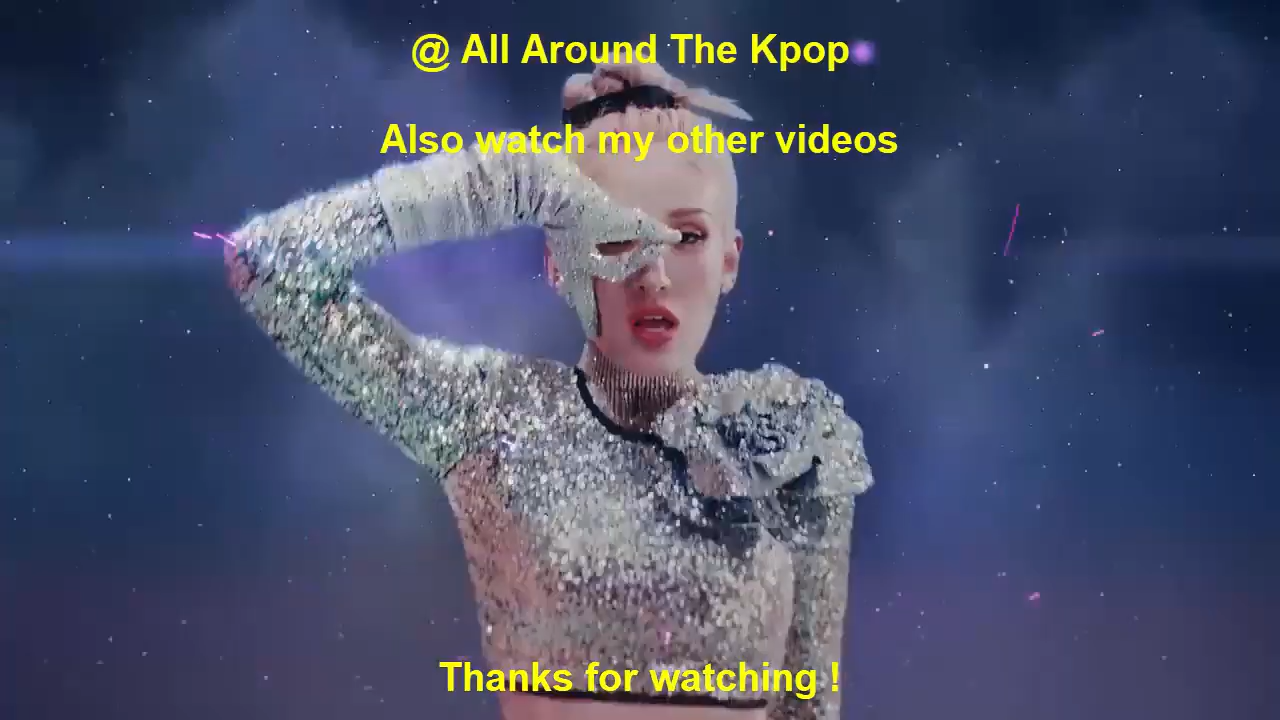 @ All Around The Kpop
Also watch my other videos
Thanks for watching !